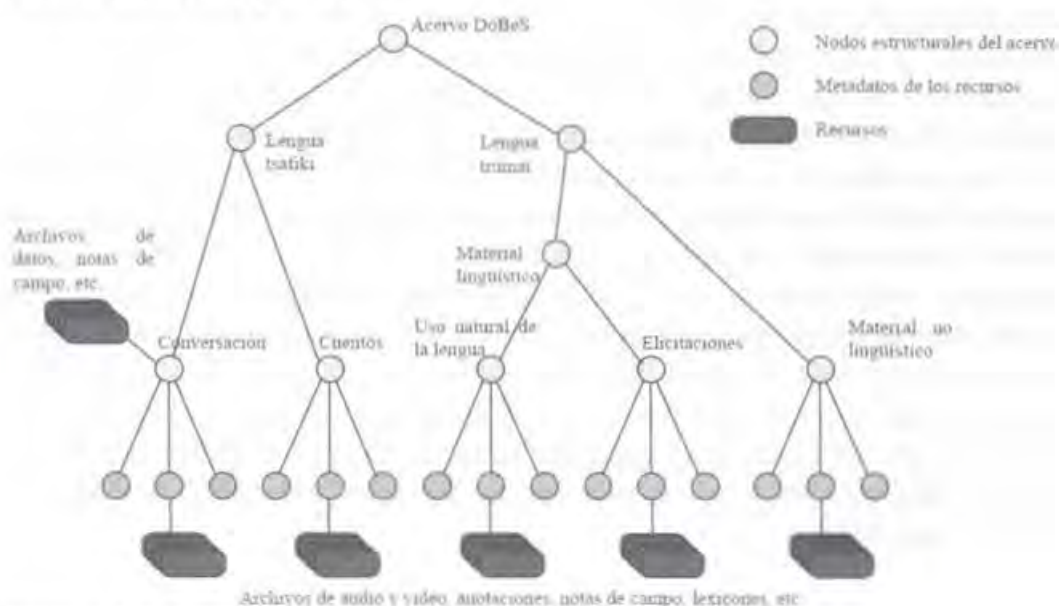 Acervo DoBeS
Nodos estructurales del acervo
Metadatos de los recursos
Recursos
Lengua
tsafiki
Lengua
trumai
Archivos de
datos, notas de
campo, etc.
Material
lingüístico
Conversación
Cuentos
Uso natural de
la lengua
Elicitaciones
Material no
lingüístico
Archivos de audio y video, anotaciones, notas de campo, lexicones, etc.